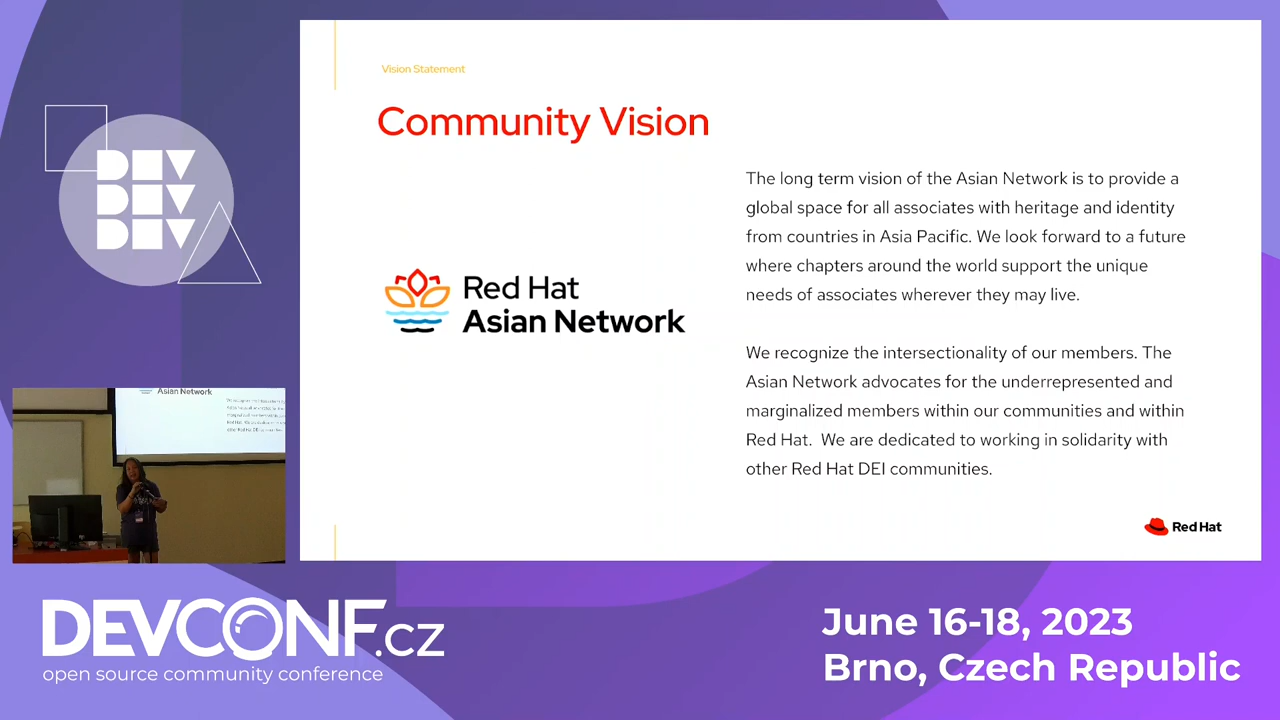 Vision Statement
Community Vision
The long term vision of the Asian Network is to provide a
global space for all associates with heritage and identity
from countries in Asia Pacific. We look forward to a future
where chapters around the world support the unique
needs of associates wherever they may live.
We recognize the intersectionality of our members. The
Asian Network advocates for the underrepresented and
marginalized members within our communities and within
Red Hat.  We are dedicated to working in solidarity with
other Red Hat DEI communities.
Red Hat
Asian Network
Red Hat
DEV
DEV
DEV
Asian Network
DEVCONF.cz
open source community conference
June 16-18, 2023
Brno, Czech Republic